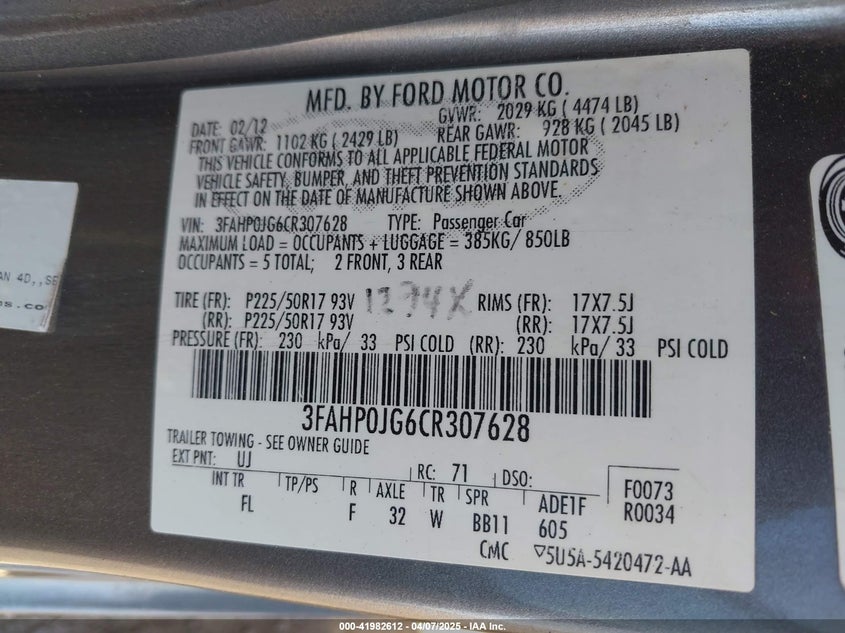 MFD. BY FORD MOTOR CO.
DATE: 02/12 GVWR: 2029 KG ( 4474 LB)
FRONT GAWR: 1102 KG ( 2429 LB) REAR GAWR: 928 KG ( 2045 LB)
THIS VEHICLE CONFORMS TO ALL APPLICABLE FEDERAL MOTOR
VEHICLE SAFETY, BUMPER, AND THEFT PREVENTION STANDARDS
IN EFFECT ON THE DATE OF MANUFACTURE SHOWN ABOVE.
VIN: 3FAHP0JG6CR307628 TYPE: Passenger Car
MAXIMUM LOAD = OCCUPANTS + LUGGAGE = 385KG/ 850LB
OCCUPANTS = 5 TOTAL; 2 FRONT, 3 REAR
TIRE (FR): P225/50R17 93V 1274X RIMS (FR): 17X7.5J
(RR): P225/50R17 93V (RR): 17X7.5J
PRESSURE (FR): 230 kPa/ 33 PSI COLD (RR): 230 kPa/ 33 PSI COLD
3FAHP0JG6CR307628
TRAILER TOWING - SEE OWNER GUIDE
EXT PNT: UJ RC: 71 DSO:
INT TR TP/PS R AXLE TR SPR ADE1F F0073
FL F 32 W BB11 605 R0034
CMC ▽5U5A-5420472-AA
AN 4D,,SE
s.co
000-41982612 - 04/07/2025 - IAA Inc.